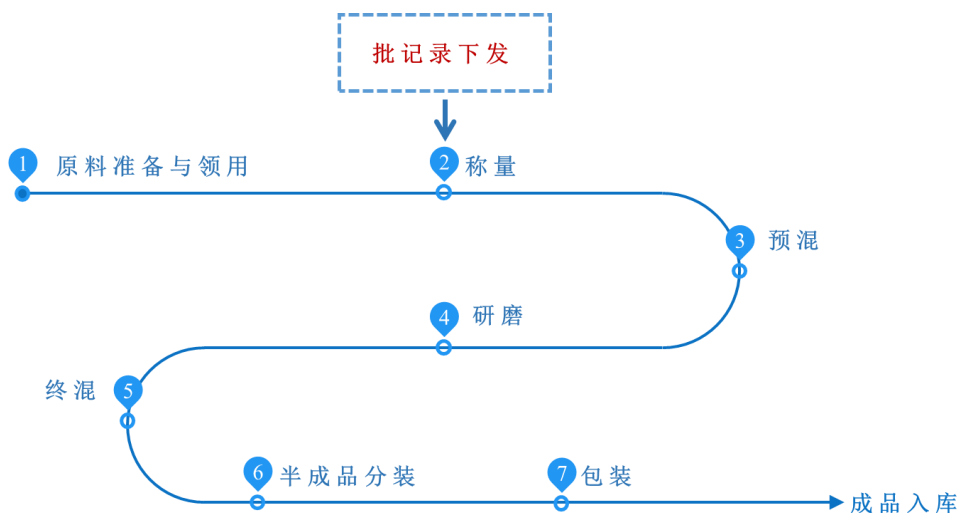 批记录下发
1 原料准备与领用
2 称量
3 预混
4 研磨
5 终混
6 半成品分装
7 包装
成品入库